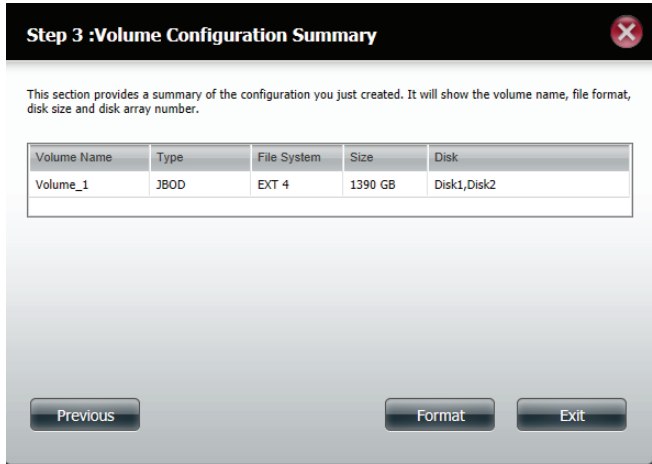 Step 3 :Volume Configuration Summary
This section provides a summary of the configuration you just created. It will show the volume name, file format,
disk size and disk array number.
Volume Name Type File System Size Disk
Volume_1 JBOD EXT 4 1390 GB Disk1,Disk2
Previous Format Exit